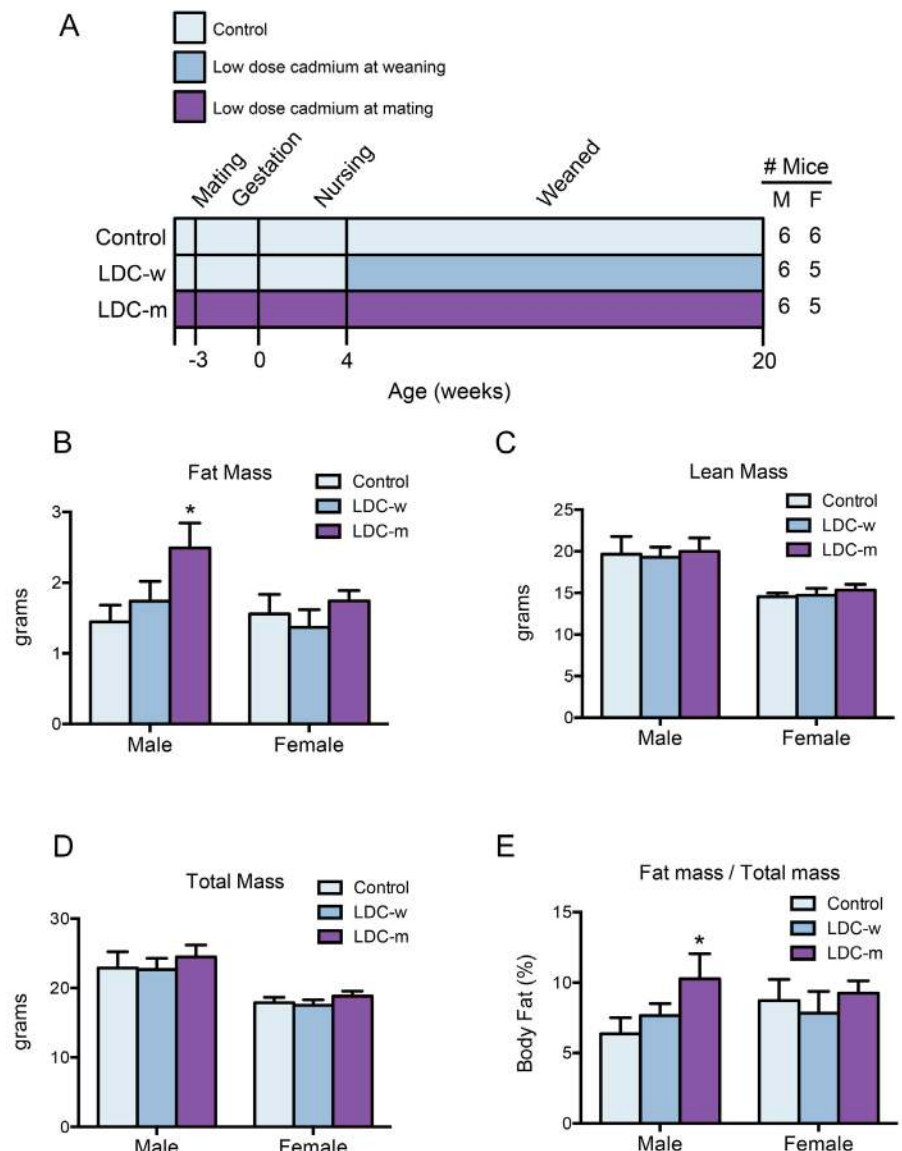 A
Control
Low dose cadmium at weaning
Low dose cadmium at mating
Mating
Gestation
Nursing
Weaned
# Mice
M F
Control 6 6
LDC-w 6 5
LDC-m 6 5
-3 0 4 20
Age (weeks)
B
Fat Mass
Control
LDC-w
LDC-m
3
2
1
0
grams
*
Male Female
C
Lean Mass
Control
LDC-w
LDC-m
25
20
15
10
5
0
grams
Male Female
D
Total Mass
Control
LDC-w
LDC-m
30
20
10
0
grams
Male Female
E
Fat mass / Total mass
Control
LDC-w
LDC-m
15
10
5
0
Body Fat (%)
*
Male Female